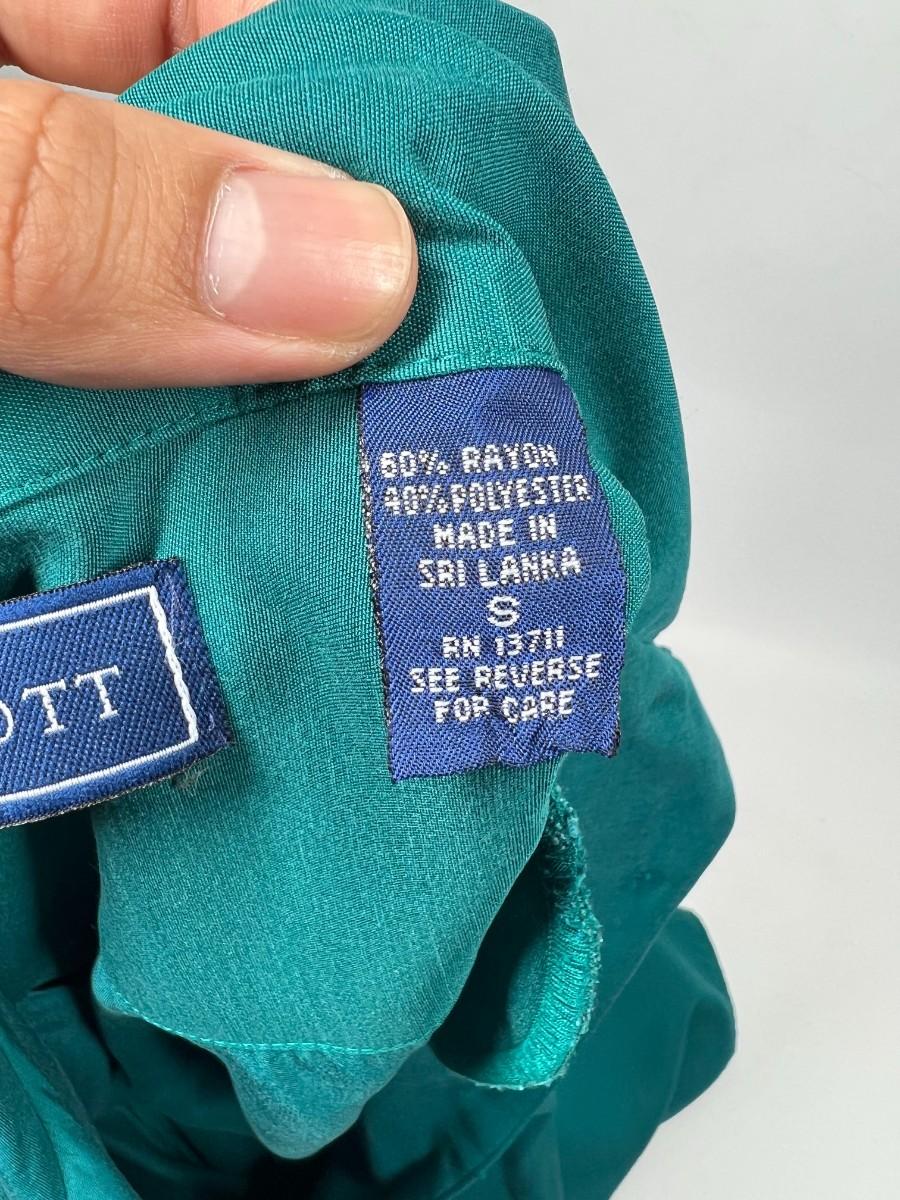 60% RAYON
40% POLYESTER
MADE IN
SRI LANKA
S
RN 13711
SEE REVERSE
FOR CARE
OTT